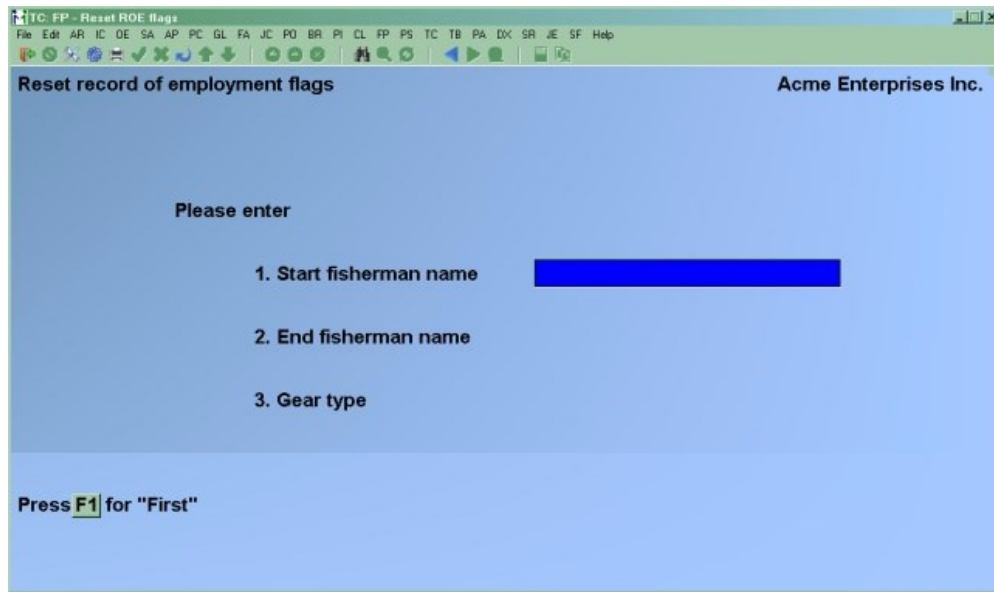 TC: FP - Reset ROE flags
File Edit AR IC OE SA AP PC GL FA JC PO BR PI CL FP PS TC TB PA DX SR JE SF Help
Reset record of employment flags
Acme Enterprises Inc.
Please enter
1. Start fisherman name
2. End fisherman name
3. Gear type
Press F1 for "First"